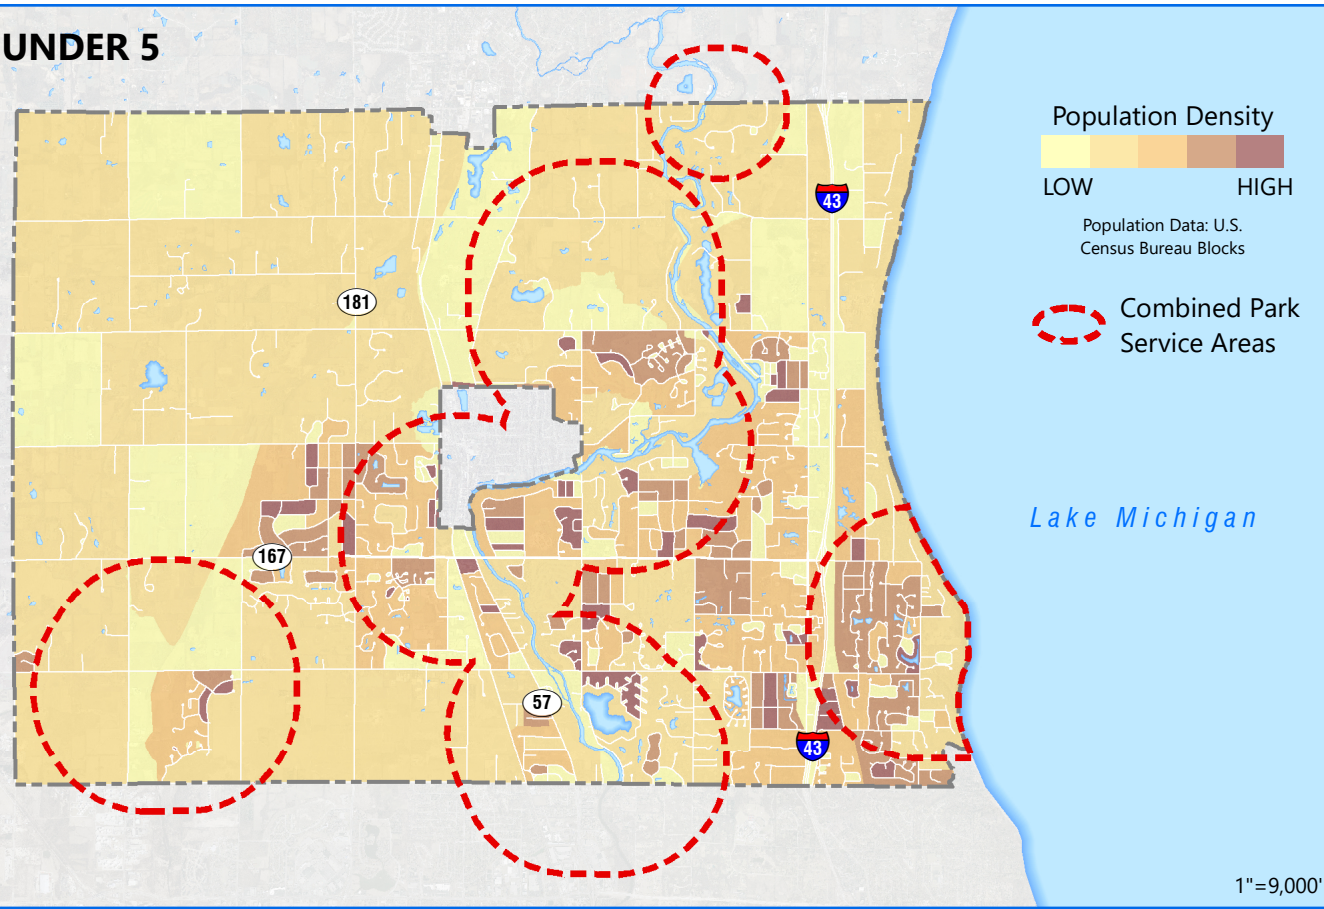 UNDER 5
Population Density
LOW HIGH
Population Data: U.S.
Census Bureau Blocks
Combined Park
Service Areas
43
181
Lake Michigan
167
57
43
1"=9,000'